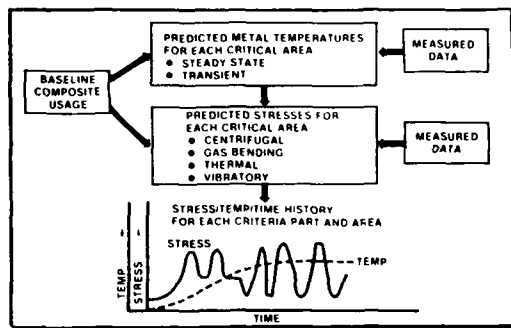 PREDICTED METAL TEMPERATURES
FOR EACH CRITICAL AREA
● STEADY STATE
● TRANSIENT
MEASURED
DATA
BASELINE
COMPOSITE
USAGE
PREDICTED STRESSES FOR
EACH CRITICAL AREA
● CENTRIFUGAL
● GAS BENDING
● THERMAL
● VIBRATORY
MEASURED
DATA
STRESS/TEMP/TIME HISTORY
FOR EACH CRITERIA PART AND AREA
STRESS
TEMP
TEMP
STRESS
TIME